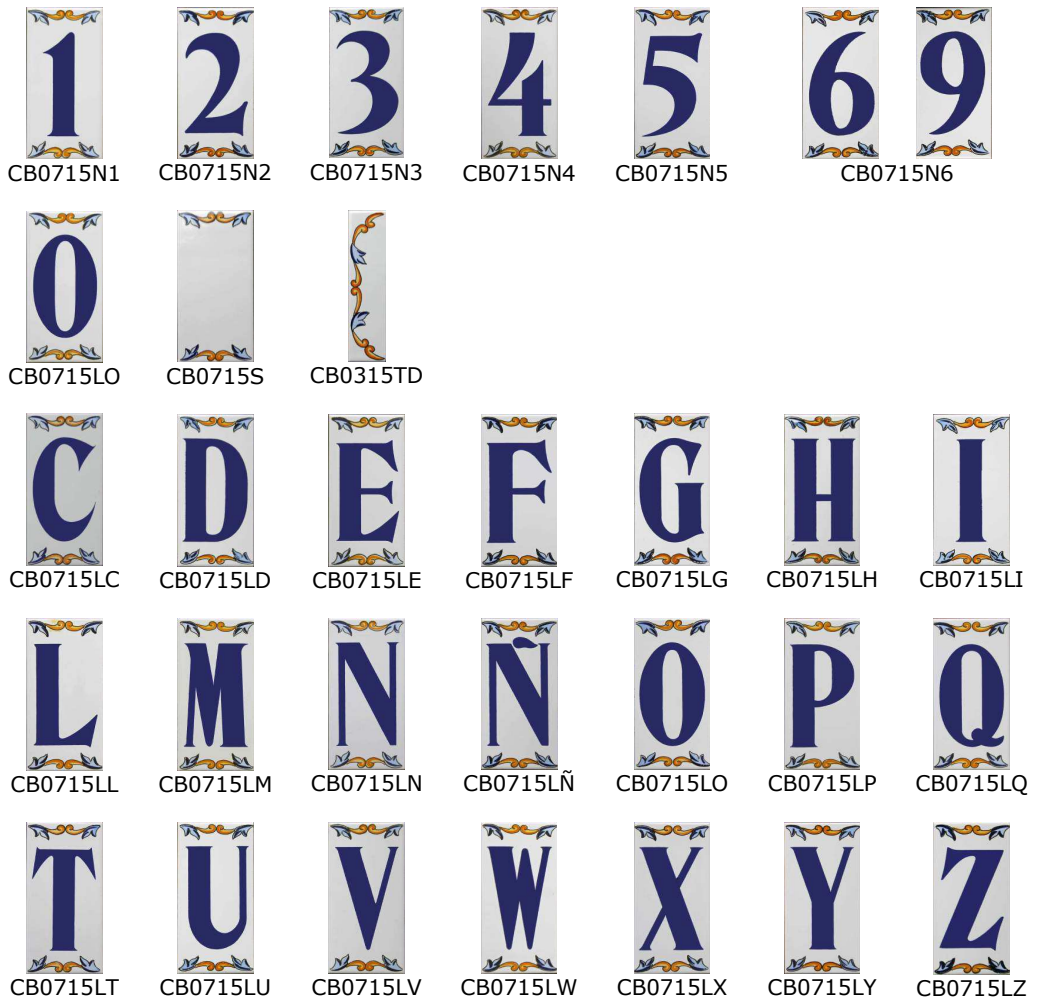 1 2 3 4 5 6 9
CB0715N1 CB0715N2 CB0715N3 CB0715N4 CB0715N5 CB0715N6
0
CB0715LO CB0715S CB0315TD
C D E F G H I
CB0715LC CB0715LD CB0715LE CB0715LF CB0715LG CB0715LH CB0715LI
L M N Ñ O P Q
CB0715LL CB0715LM CB0715LN CB0715LÑ CB0715LO CB0715LP CB0715LQ
T U V W X Y Z
CB0715LT CB0715LU CB0715LV CB0715LW CB0715LX CB0715LY CB0715LZ